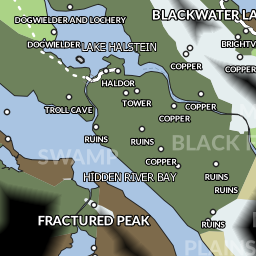 BLACKWATER LA
DOGWIELDER AND LOCHERY
DOGWIELDER
LAKE HALSTEIN
BRIGHTV
COPPER
COPPER
HALDOR
TROLL CAVE
TOWER
COPPER
COPPER
RUINS
RUINS
BLACK
SWAMP
COPPER
HIDDEN RIVER BAY
RUINS
RUINS
FRACTURED PEAK
RUINS
PLAINS